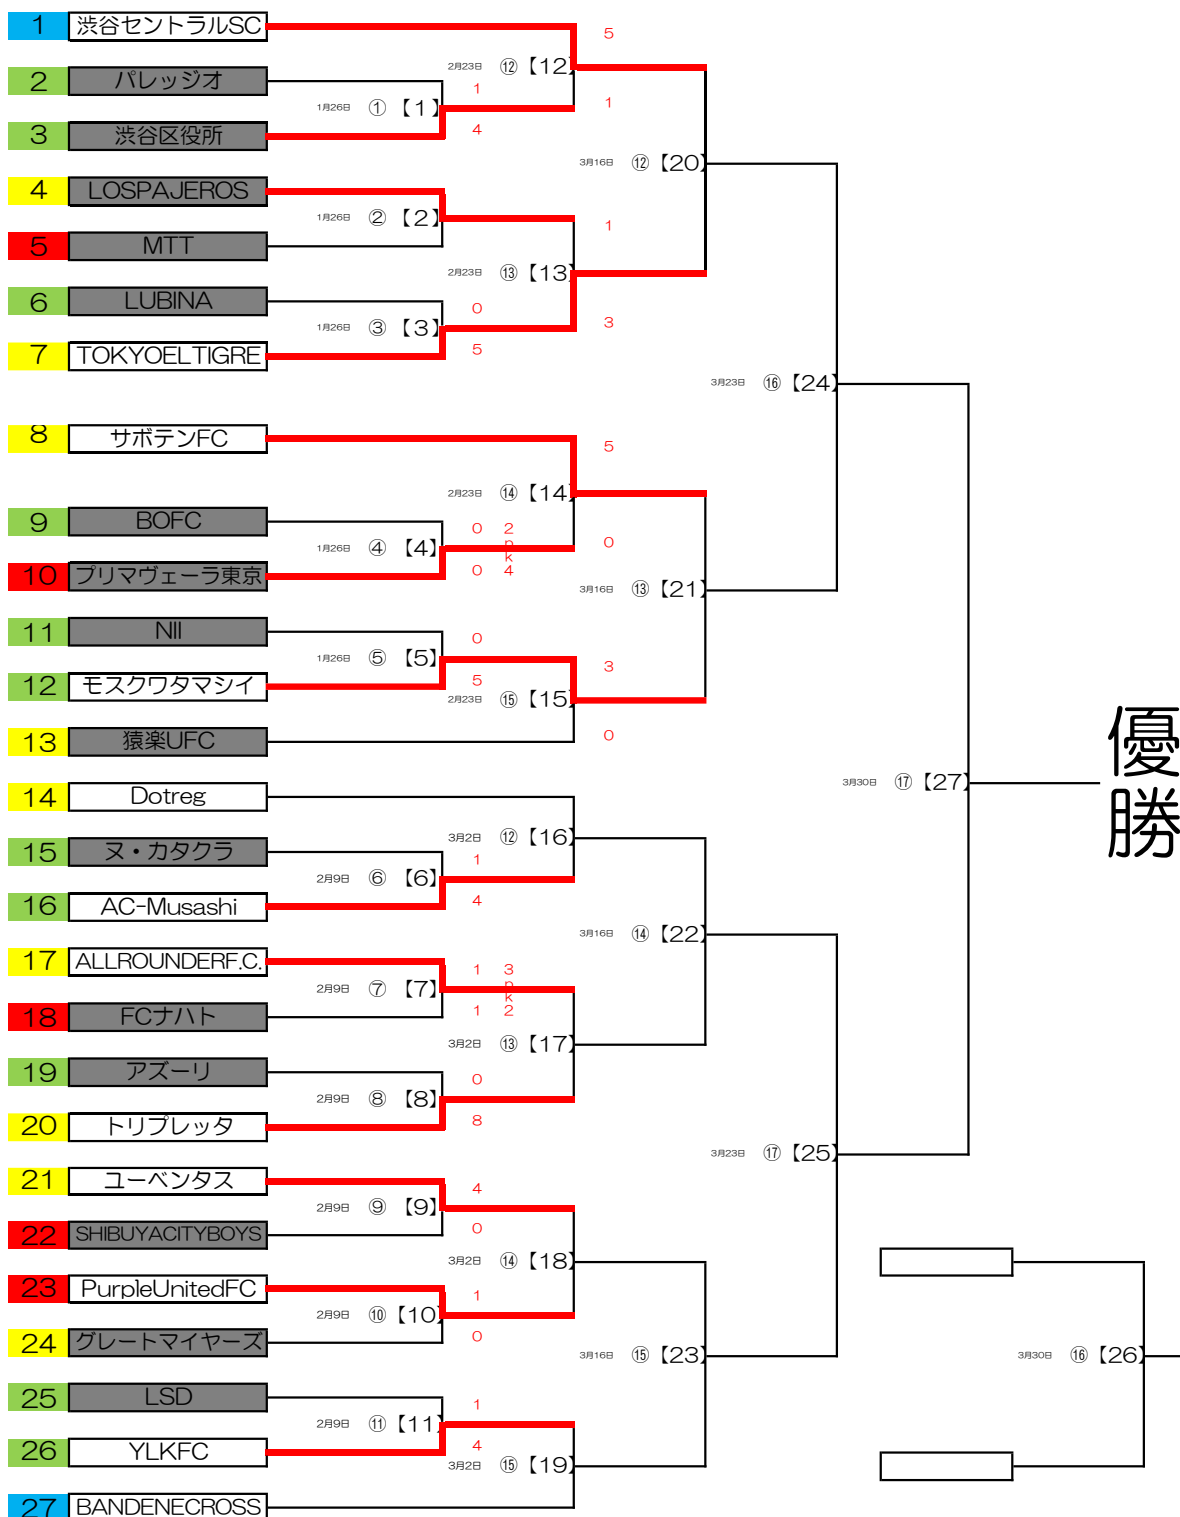 1 渋谷セントラルSC
5
2月23日 ⑫ 【12】
2 パレッジオ
1
1月26日 ① 【1】
1
3 渋谷区役所
4
3月16日 ⑫ 【20】
4 LOSPAJEROS
1月26日 ② 【2】
1
5 MTT
2月23日 ⑬ 【13】
6 LUBINA
0
1月26日 ③ 【3】
3
7 TOKYOELTIGRE
5
3月23日 ⑯ 【24】
8 サボテンFC
5
2月23日 ⑭ 【14】
9 BOFC
0 2
1月26日 ④ 【4】
pk
0
10 プリマヴェーラ東京
0 4
3月16日 ⑬ 【21】
11 NII
0
1月26日 ⑤ 【5】
3
12 モスクワタマシイ
5
2月23日 ⑮ 【15】
13 猿楽UFC
0
優勝
3月30日 ⑰ 【27】
14 Dotreg
3月2日 ⑫ 【16】
15 ヌ・カタクラ
1
2月9日 ⑥ 【6】
16 AC-Musashi
4
3月16日 ⑭ 【22】
17 ALLROUNDERF.C.
1 3
2月9日 ⑦ 【7】
pk
18 FCナハト
1 2
3月2日 ⑬ 【17】
19 アズーリ
0
2月9日 ⑧ 【8】
20 トリプレッタ
8
3月23日 ⑰ 【25】
21 ユーベンタス
4
2月9日 ⑨ 【9】
22 SHIBUYACITYBOYS
0
3月2日 ⑭ 【18】
23 PurpleUnitedFC
1
2月9日 ⑩ 【10】
24 グレートマイヤーズ
0
3月16日 ⑮ 【23】
3月30日 ⑯ 【26】
25 LSD
1
2月9日 ⑪ 【11】
26 YLKFC
4
3月2日 ⑮ 【19】
27 BANDENECROSS